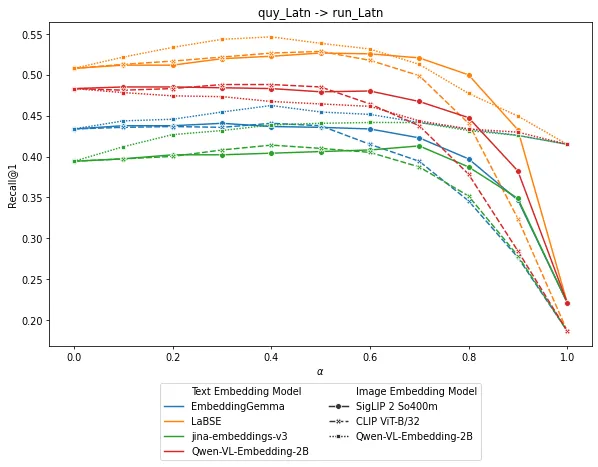 quy_Latn -> run_Latn
Recall@1
0.55
0.50
0.45
0.40
0.35
0.30
0.25
0.20
0.0 0.2 0.4 0.6 0.8 1.0
α
Text Embedding Model
EmbeddingGemma
LaBSE
jina-embeddings-v3
Qwen-VL-Embedding-2B
Image Embedding Model
SigLIP 2 So400m
CLIP ViT-B/32
Qwen-VL-Embedding-2B